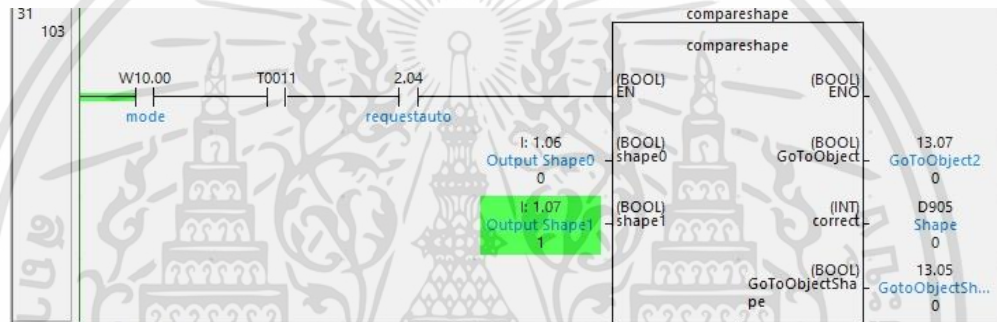 31
103
compareshape
compareshape
W10.00
mode
T0011
2.04
requestauto
(BOOL)
EN
(BOOL)
ENO
I: 1.06
Output Shape0
0
(BOOL)
shape0
(BOOL)
GoToObject
13.07
GoToObject2
0
I: 1.07
Output Shape1
1
(BOOL)
shape1
(INT)
correct
D905
Shape
0
(BOOL)
GoToObjectSha
pe
13.05
GotoObjectSh...
0